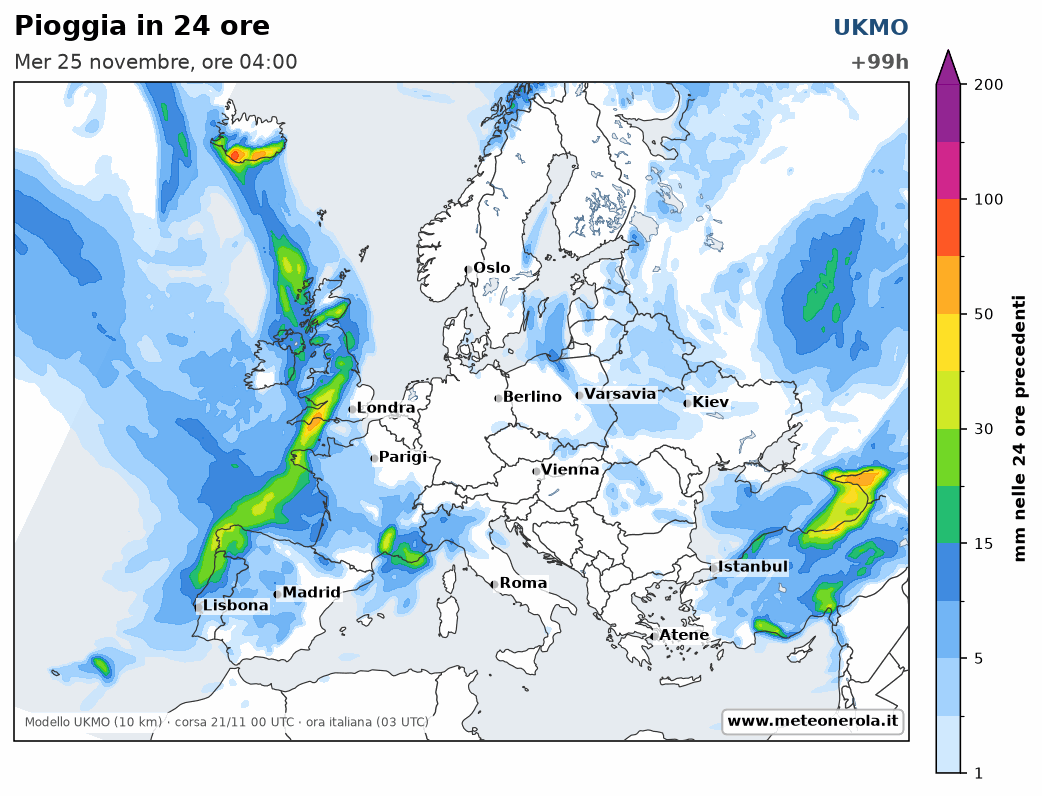 Pioggia in 24 ore
UKMO
Mer 25 novembre, ore 04:00
+99h
200
100
50
30
15
5
1
mm nelle 24 ore precedenti
Oslo
Berlino
Varsavia
Kiev
Londra
Parigi
Vienna
Istanbul
Madrid
Lisbona
Roma
Atene
Modello UKMO (10 km) · corsa 21/11 00 UTC · ora italiana (03 UTC)
www.meteonerola.it